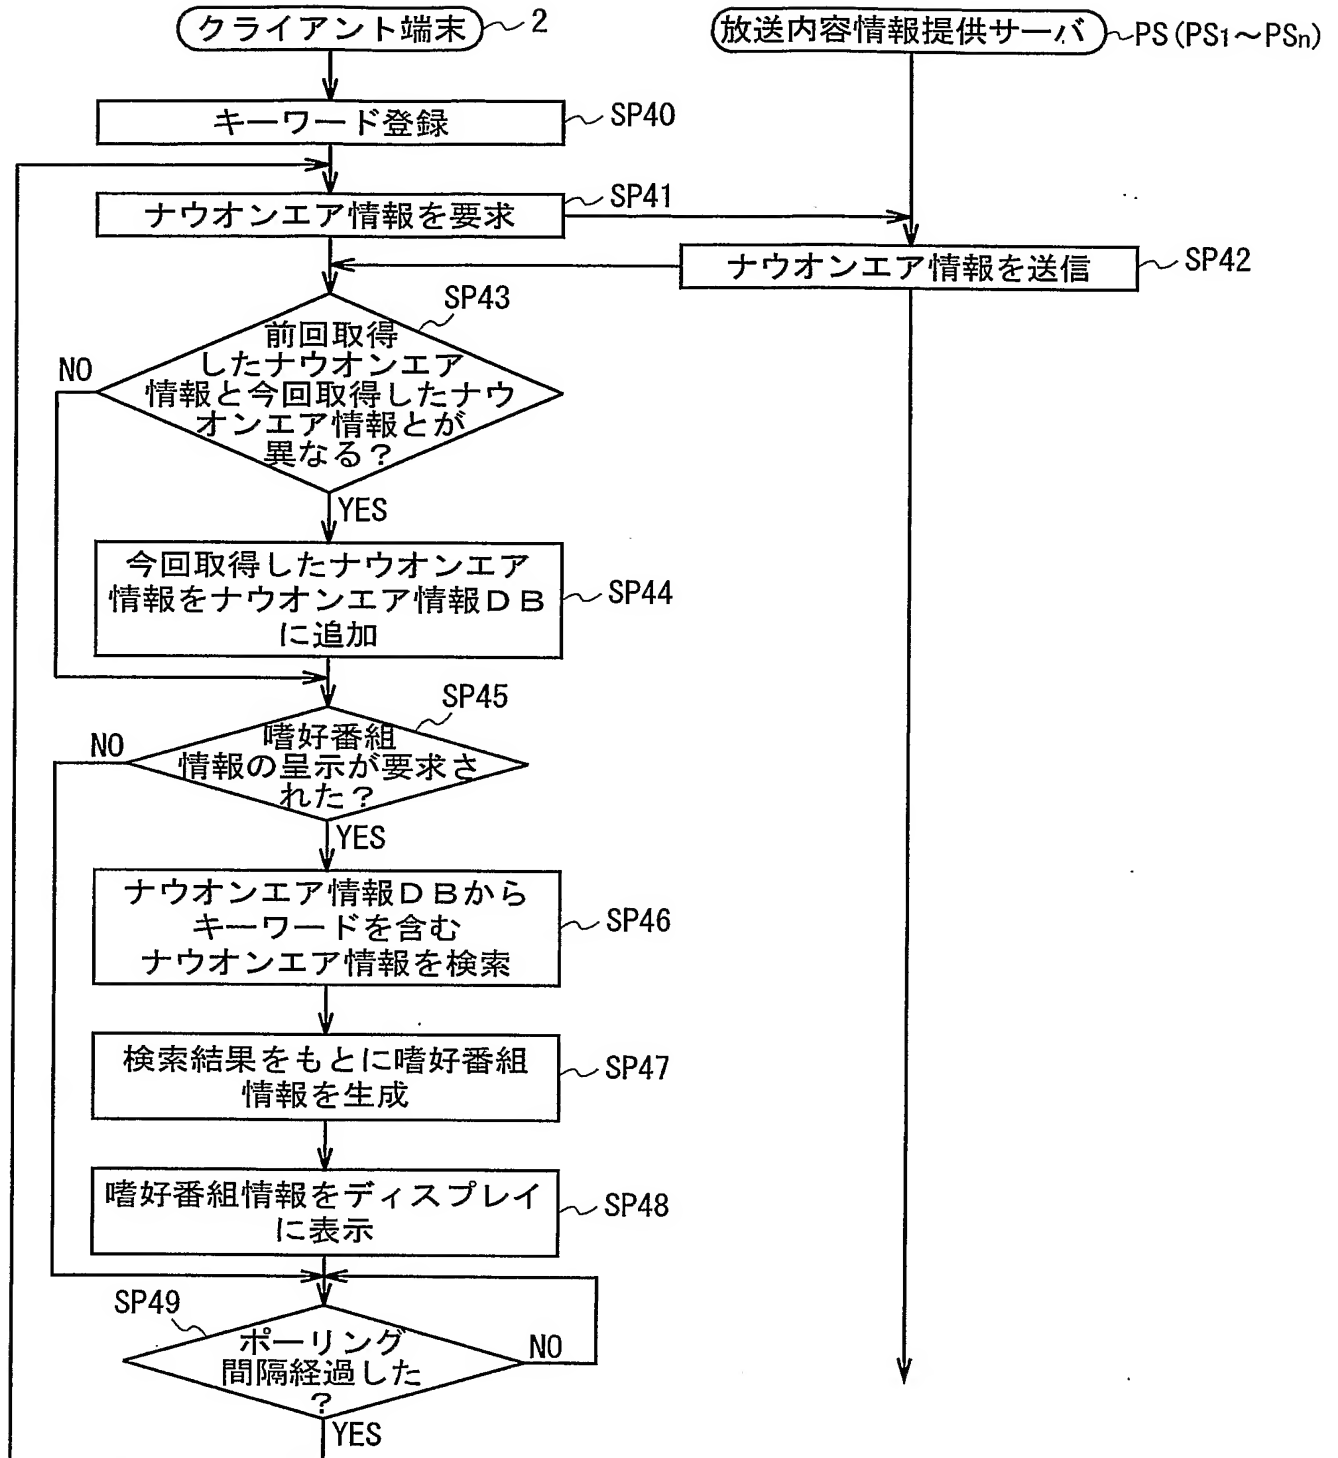 クライアント端末
2
放送内容情報提供サーバ
PS(PS1～PSn)
キーワード登録
SP40
ナウオンエア情報を要求
SP41
ナウオンエア情報を送信
SP42
SP43
前回取得
したナウオンエア
情報と今回取得したナウ
オンエア情報とが
異なる？
NO
YES
今回取得したナウオンエア
情報をナウオンエア情報ＤＢ
に追加
SP44
SP45
嗜好番組
情報の呈示が要求さ
れた？
NO
YES
ナウオンエア情報ＤＢから
キーワードを含む
ナウオンエア情報を検索
SP46
検索結果をもとに嗜好番組
情報を生成
SP47
嗜好番組情報をディスプレイ
に表示
SP48
SP49
ポーリング
間隔経過した
？
NO
YES